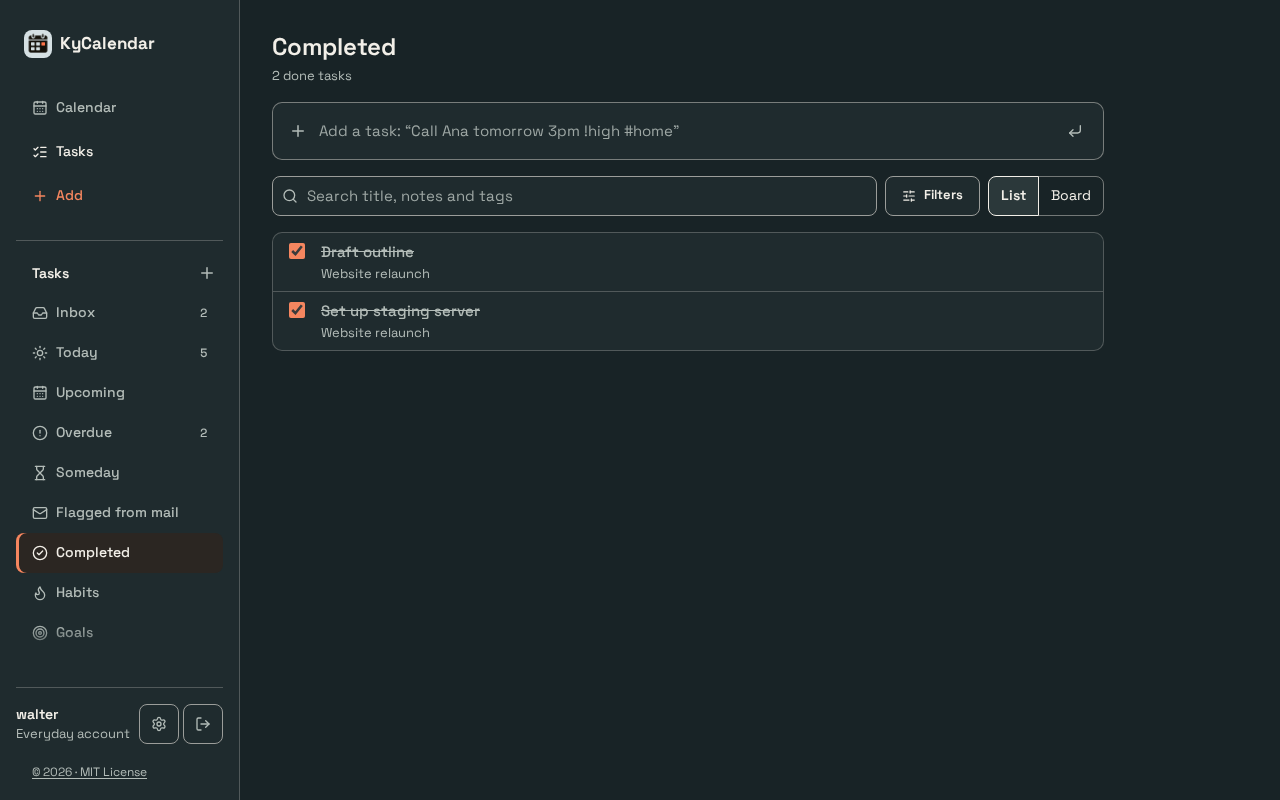 KyCalendar
Calendar
Tasks
Add
Tasks
Inbox 2
Today 5
Upcoming
Overdue 2
Someday
Flagged from mail
Completed
Habits
Goals
walter
Everyday account
© 2026 · MIT License
Completed
2 done tasks
Add a task: “Call Ana tomorrow 3pm !high #home”
Search title, notes and tags
Filters
List
Board
Draft outline
Website relaunch
Set up staging server
Website relaunch